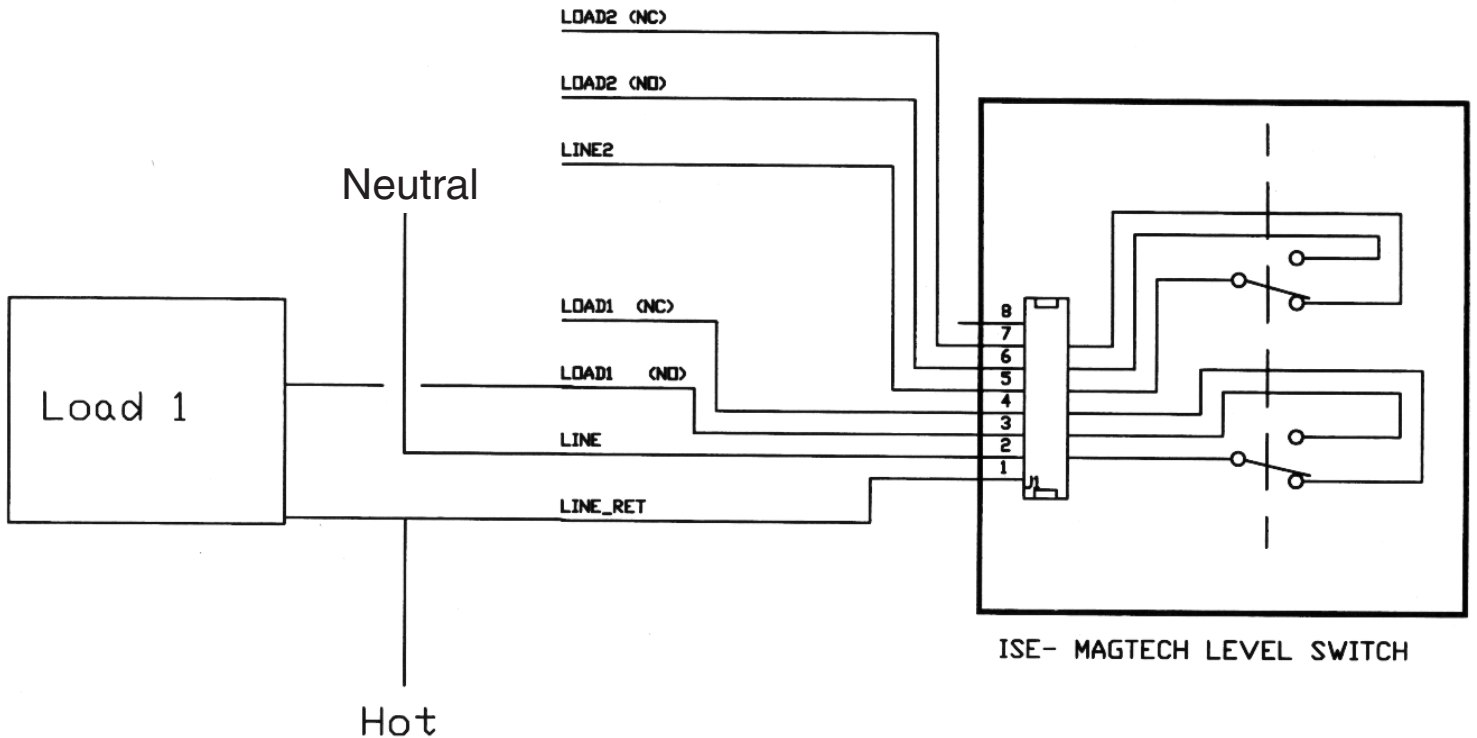 LOAD2 (NC)
LOAD2 (NO)
LINE2
Neutral
LOAD1 (NC)
LOAD1 (NO)
LINE
LINE_RET
Load 1
Hot
8
7
6
5
4
3
2
1
J1
ISE- MAGTECH LEVEL SWITCH